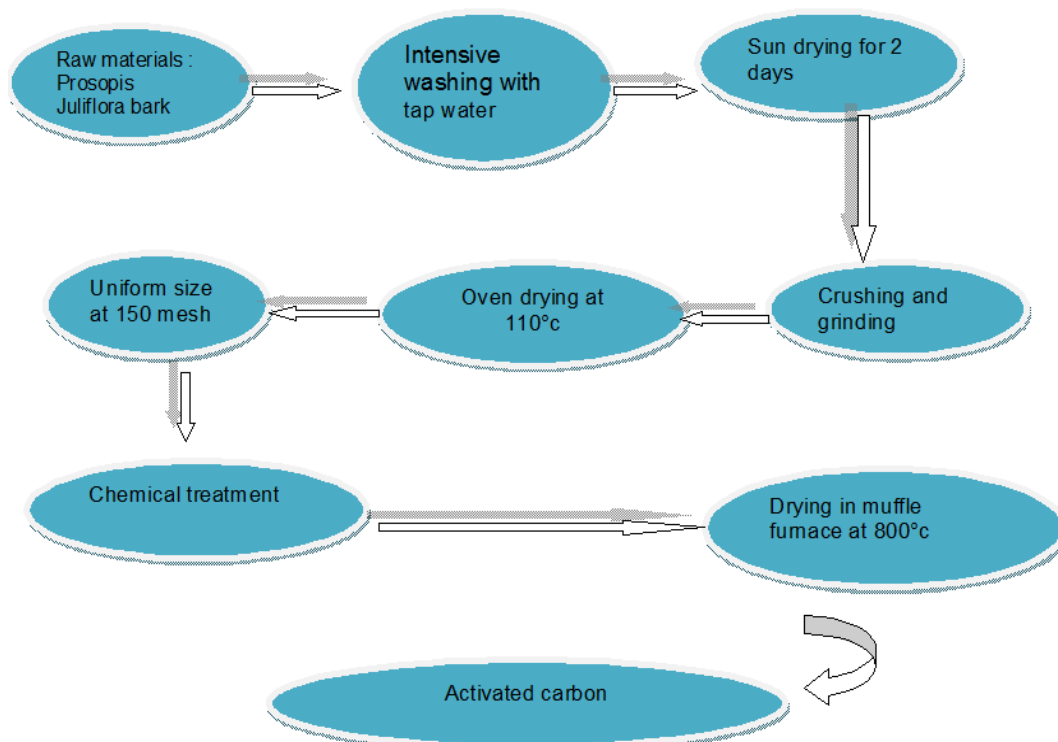 Raw materials :
Prosopis
Juliflora bark
Intensive
washing with
tap water
Sun drying for 2
days
Crushing and
grinding
Oven drying at
110°c
Uniform size
at 150 mesh
Chemical treatment
Drying in muffle
furnace at 800°c
Activated carbon